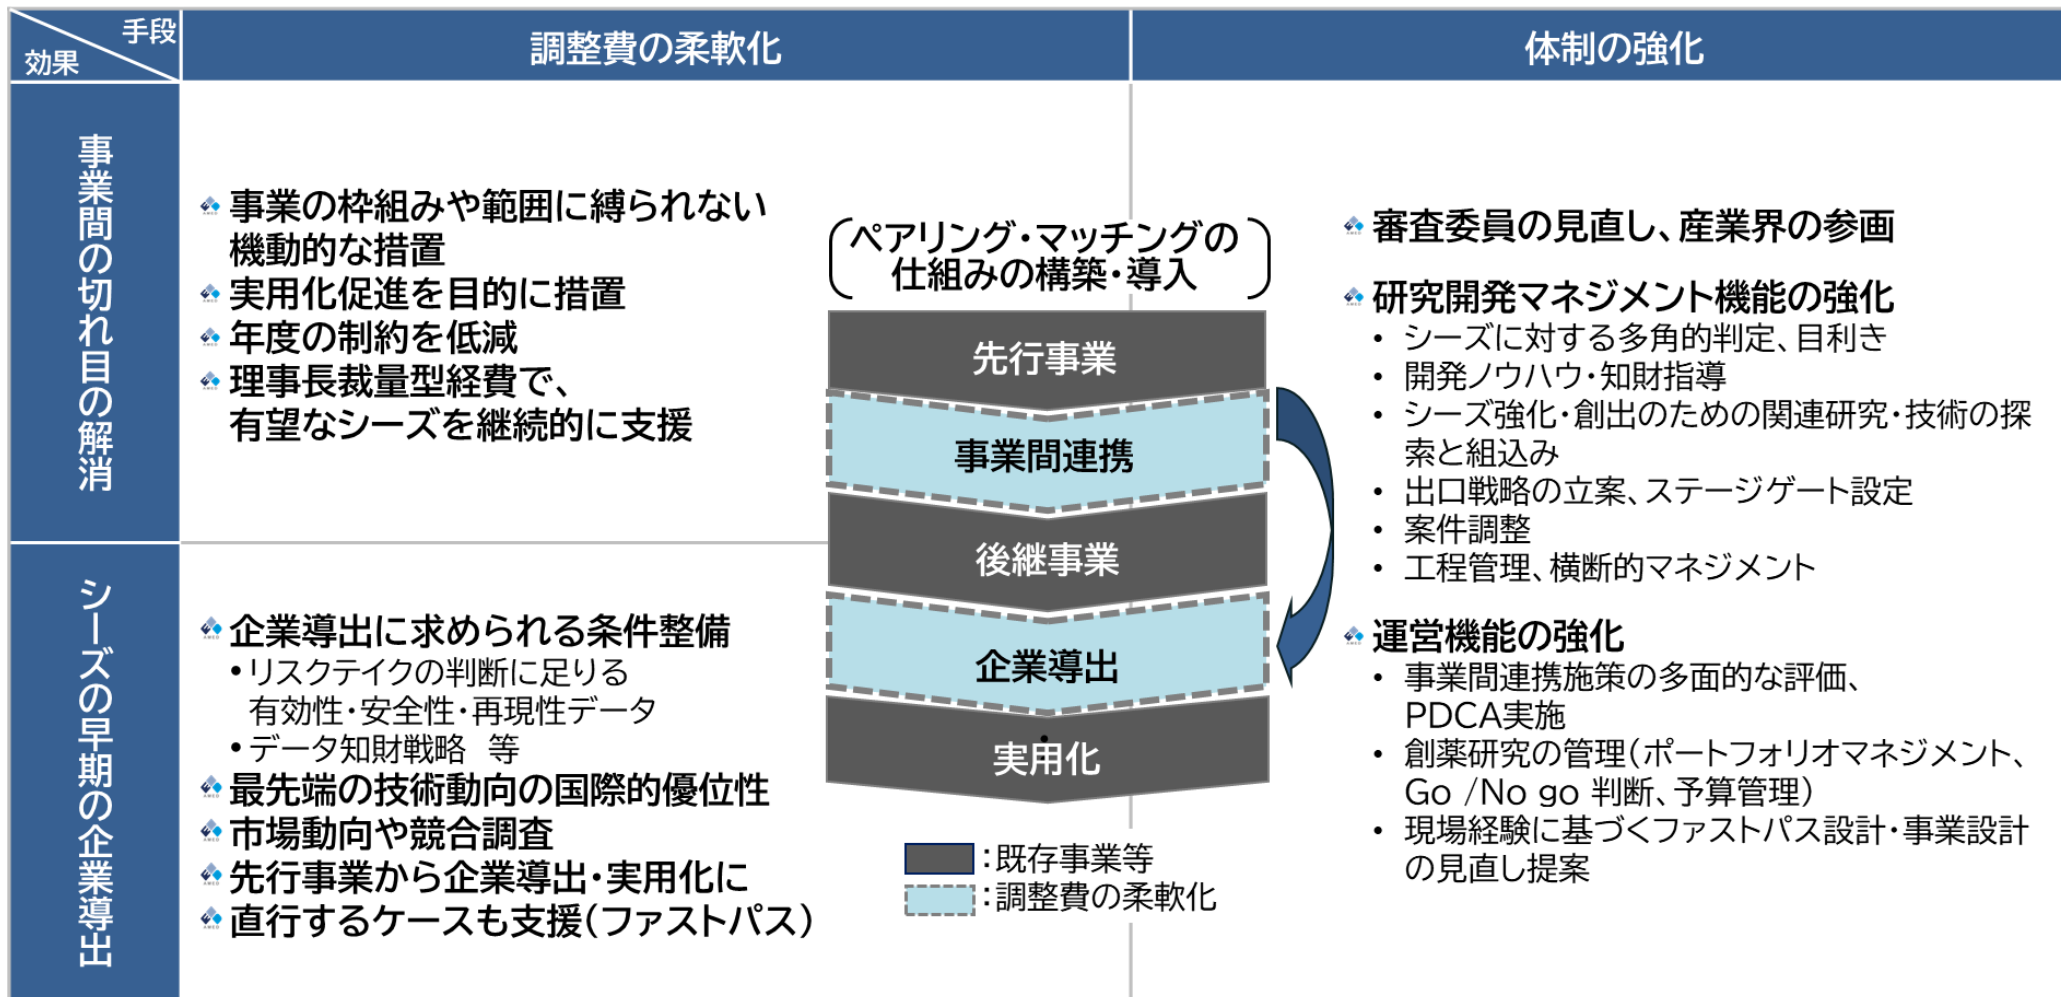 手段
効果
調整費の柔軟化
体制の強化
事業間の切れ目の解消
事業の枠組みや範囲に縛られない
機動的な措置
実用化促進を目的に措置
年度の制約を低減
理事長裁量型経費で、
有望なシーズを継続的に支援
シーズの早期の企業導出
企業導出に求められる条件整備
•リスクテイクの判断に足りる
有効性・安全性・再現性データ
•データ知財戦略 等
最先端の技術動向の国際的優位性
市場動向や競合調査
先行事業から企業導出・実用化に
直行するケースも支援(ファストパス)
(ペアリング・マッチングの
仕組みの構築・導入)
先行事業
事業間連携
後継事業
企業導出
実用化
:既存事業等
:調整費の柔軟化
審査委員の見直し、産業界の参画
研究開発マネジメント機能の強化
• シーズに対する多角的判定、目利き
• 開発ノウハウ・知財指導
• シーズ強化・創出のための関連研究・技術の探
索と組込み
• 出口戦略の立案、ステージゲート設定
• 案件調整
• 工程管理、横断的マネジメント
運営機能の強化
• 事業間連携施策の多面的な評価、
PDCA実施
• 創薬研究の管理(ポートフォリオマネジメント、
Go /No go 判断、予算管理)
• 現場経験に基づくファストパス設計・事業設計
の見直し提案